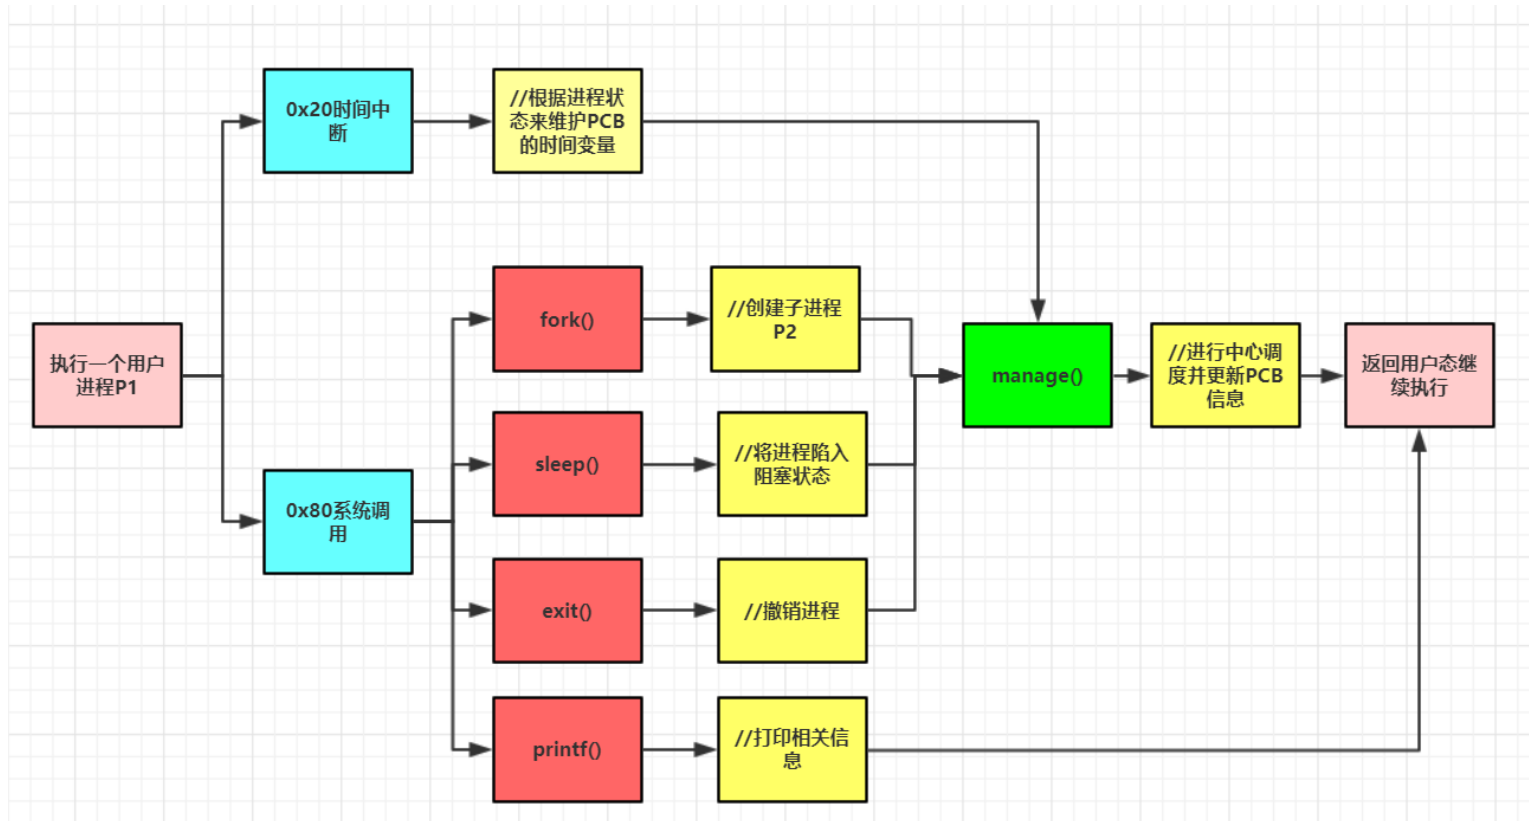 0x20时间中
断
//根据进程状
态来维护PCB
的时间变量
执行一个用户
进程P1
fork()
//创建子进程
P2
manage()
//进行中心调
度并更新PCB
信息
返回用户态继
续执行
sleep()
//将进程陷入
阻塞状态
0x80系统调
用
exit()
//撤销进程
printf()
//打印相关信
息